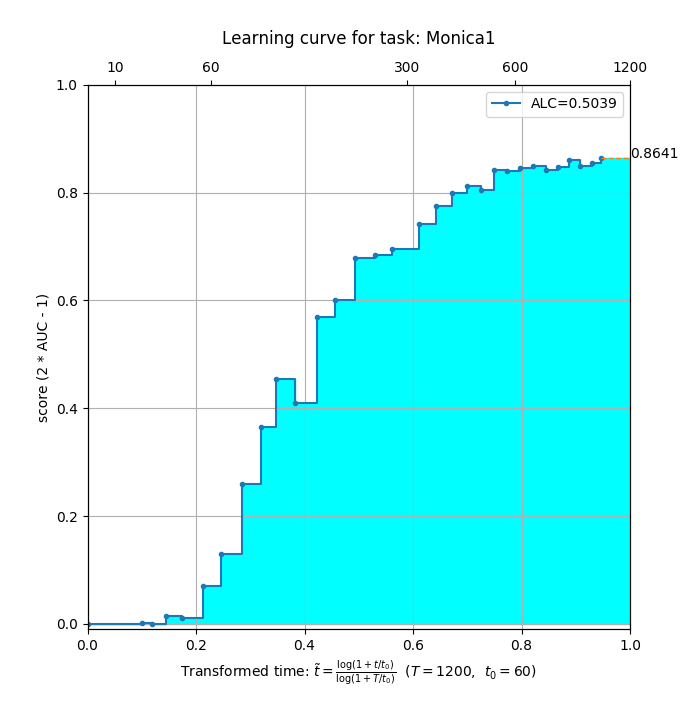 Learning curve for task: Monica1
10 60 300 600 1200
ALC=0.5039
0.8641
1.0
0.8
0.6
0.4
0.2
0.0
score (2 * AUC - 1)
0.0 0.2 0.4 0.6 0.8 1.0
Transformed time: t̃ = log(1 + t/t₀) / log(1 + T/t₀) (T = 1200, t₀ = 60)